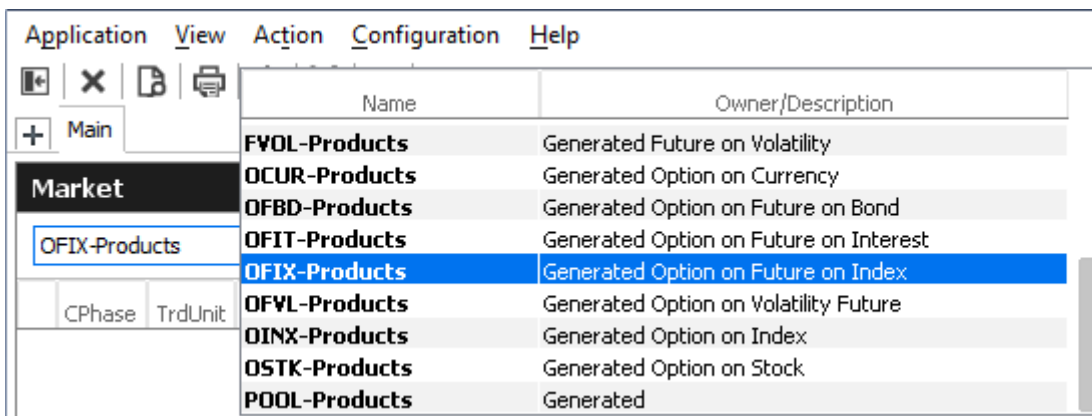 Application View Action Configuration Help
Name Owner/Description
Main
FVOL-Products Generated Future on Volatility
OCUR-Products Generated Option on Currency
Market
OFBD-Products Generated Option on Future on Bond
OFIX-Products
OFIT-Products Generated Option on Future on Interest
OFIX-Products Generated Option on Future on Index
CPhase TrdUnit
OFVL-Products Generated Option on Volatility Future
OINX-Products Generated Option on Index
OSTK-Products Generated Option on Stock
POOL-Products Generated